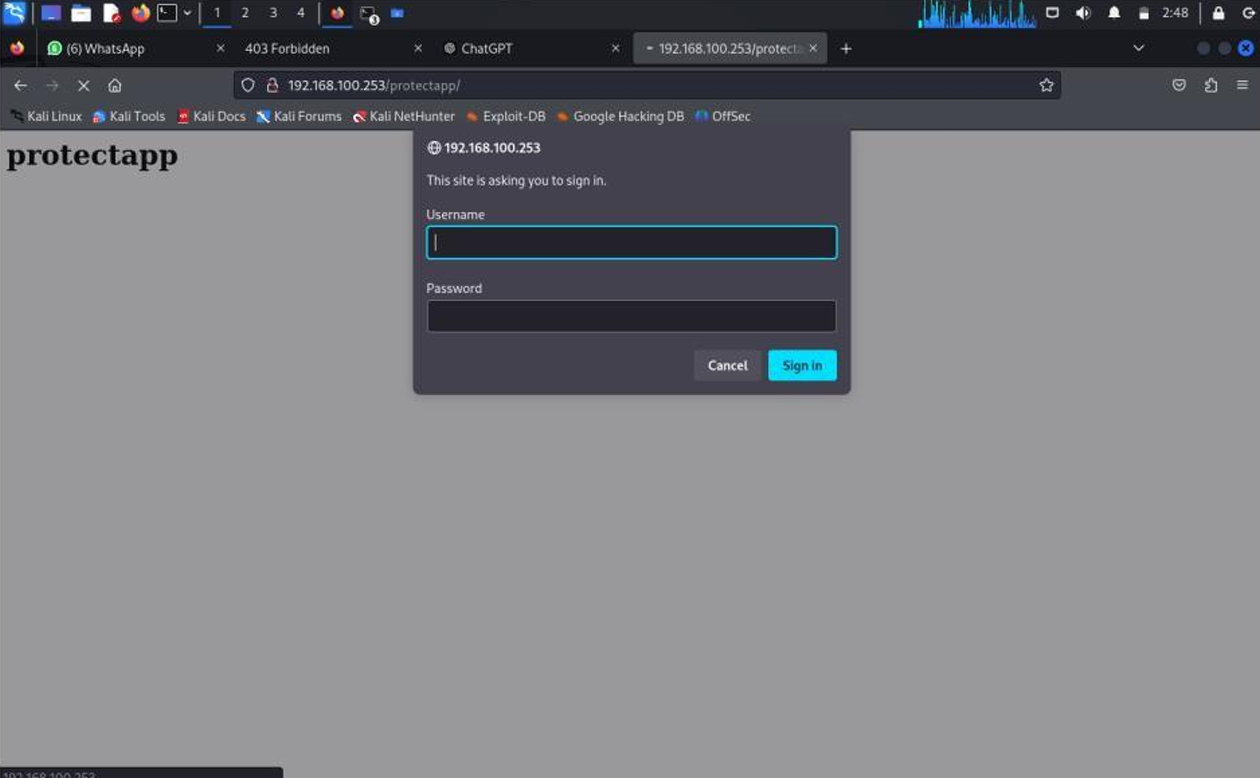 1 2 3 4 3 2:48
(6) WhatsApp 403 Forbidden ChatGPT 192.168.100.253/protecta
192.168.100.253/protectapp/
Kali Linux Kali Tools Kali Docs Kali Forums Kali NetHunter Exploit-DB Google Hacking DB OffSec
protectapp
192.168.100.253
This site is asking you to sign in.
Username
Password
Cancel Sign in
192.168.100.253